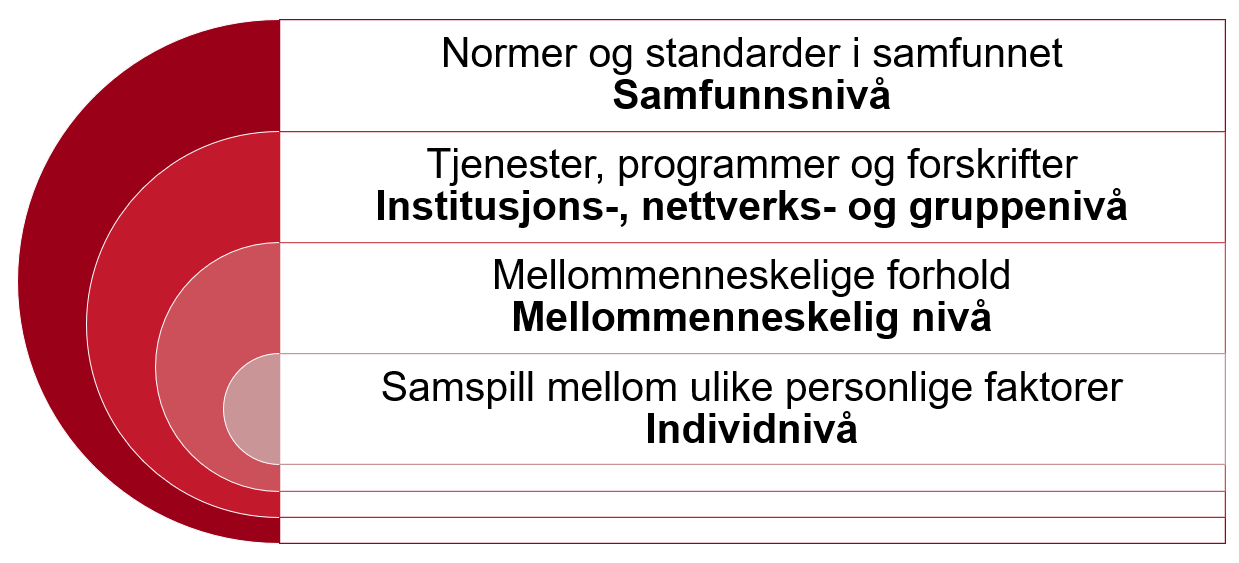 Normer og standarder i samfunnet
Samfunnsnivå
Tjenester, programmer og forskrifter
Institusjons-, nettverks- og gruppenivå
Mellommenneskelige forhold
Mellommenneskelig nivå
Samspill mellom ulike personlige faktorer
Individnivå